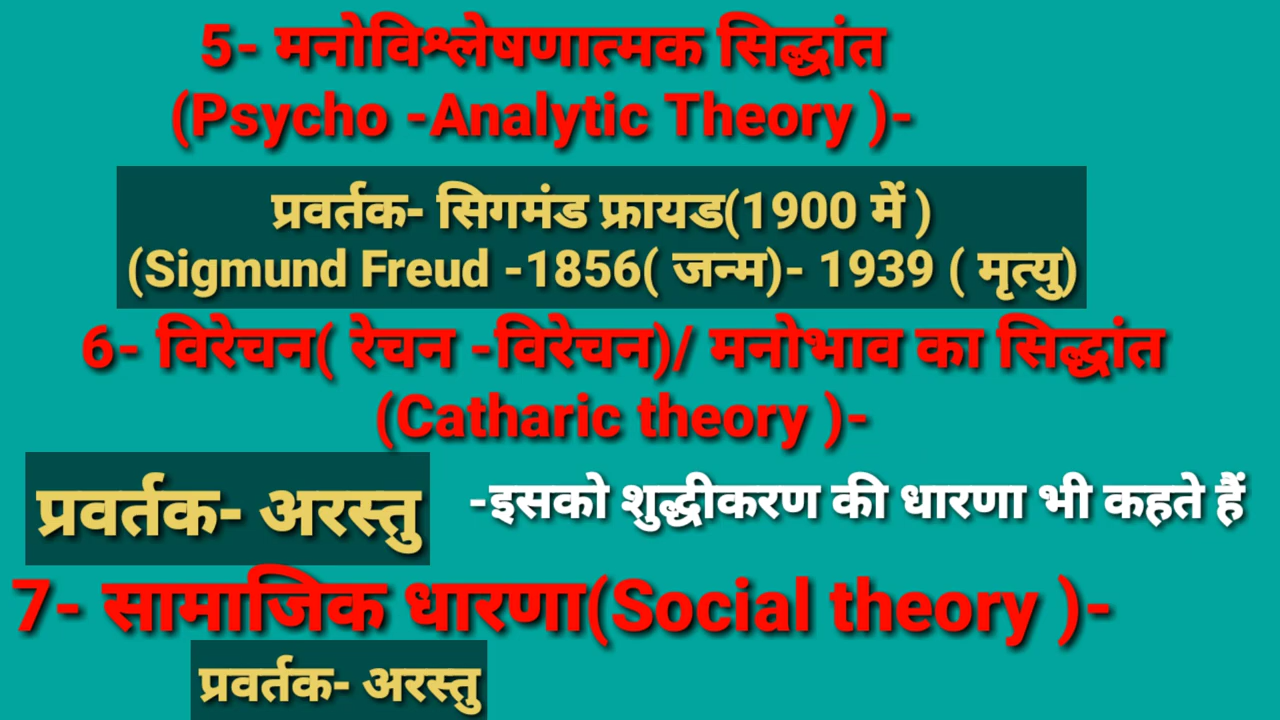 5- मनोविश्लेषणात्मक सिद्धांत
(Psycho -Analytic Theory )-
प्रवर्तक- सिगमंड फ्रायड(1900 में )
(Sigmund Freud -1856( जन्म)- 1939 ( मृत्यु)
6- विरेचन( रेचन -विरेचन)/ मनोभाव का सिद्धांत
(Catharic theory )-
प्रवर्तक- अरस्तु -इसको शुद्धीकरण की धारणा भी कहते हैं
7- सामाजिक धारणा(Social theory )-
प्रवर्तक- अरस्तु